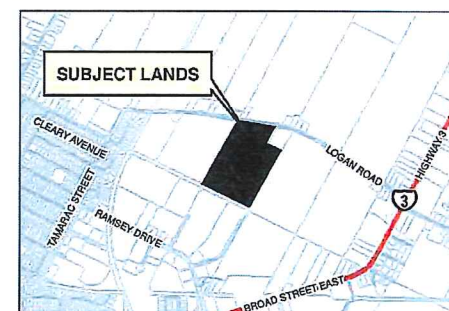 SUBJECT LANDS
CLEARY AVENUE
TAMARAC STREET
RAMSEY DRIVE
LOGAN ROAD
HIGHWAY 3
3
BROAD STREET EAST